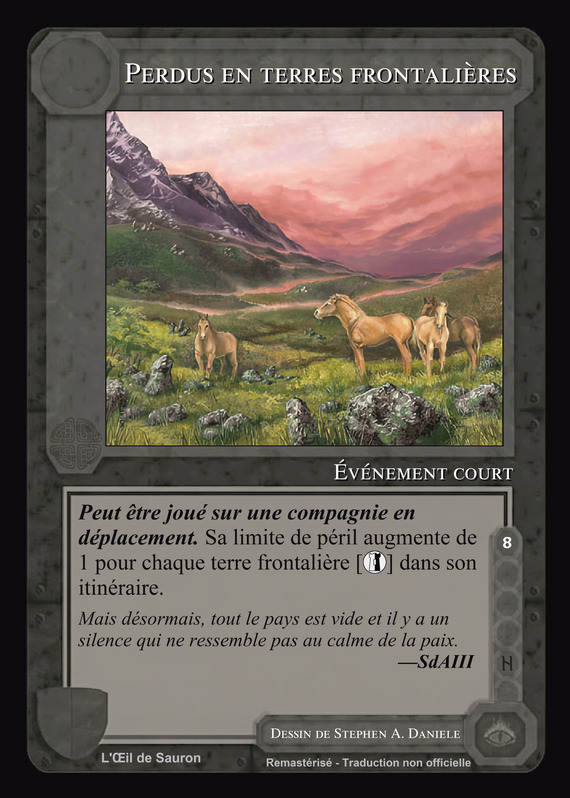 Perdus en terres frontalières
Événement court
Peut être joué sur une compagnie en
déplacement. Sa limite de péril augmente de
1 pour chaque terre frontalière [] dans son
itinéraire.
Mais désormais, tout le pays est vide et il y a un
silence qui ne ressemble pas au calme de la paix.
—SdAIII
8
Dessin de Stephen A. Daniele
L'Œil de Sauron
Remastérisé - Traduction non officielle